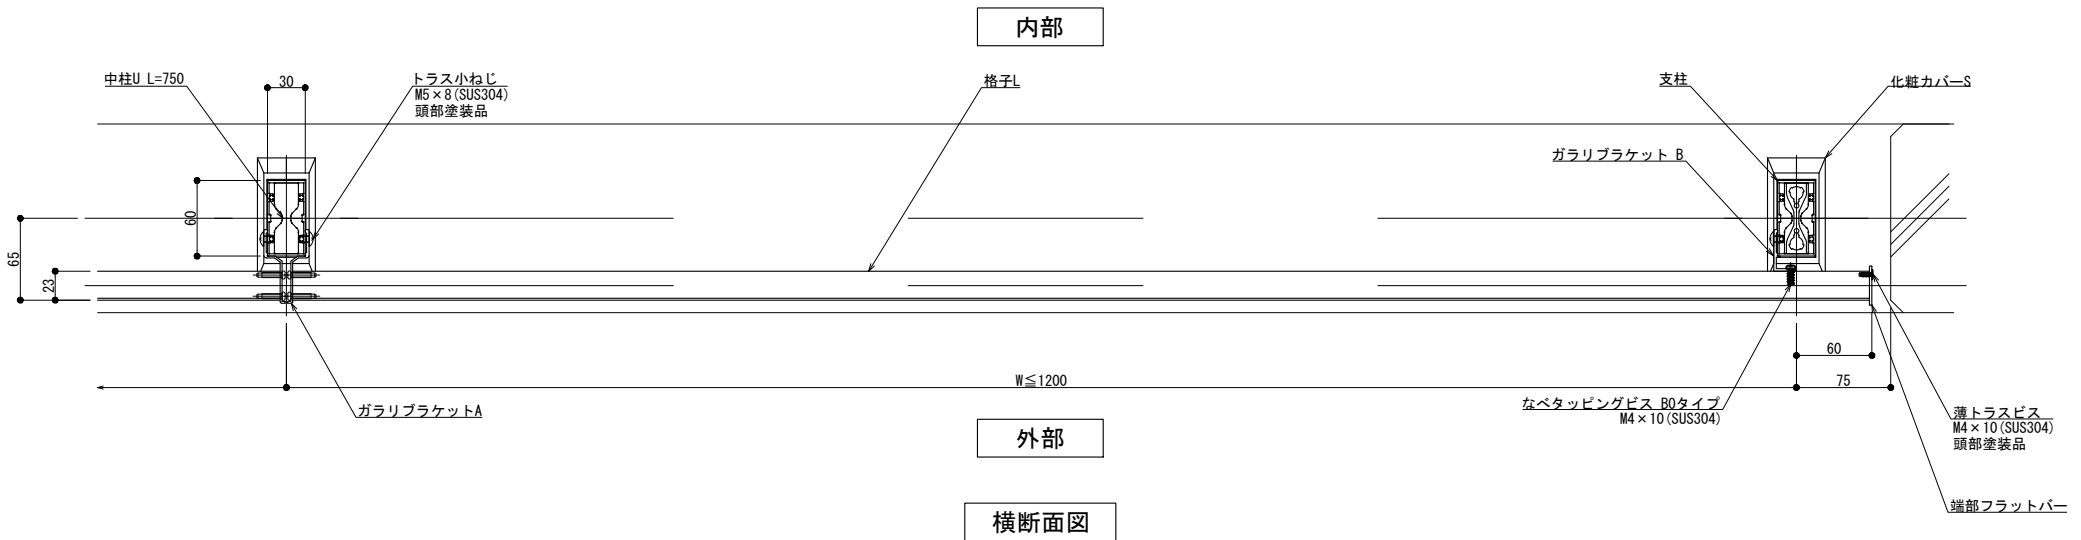 内部
中柱U L=750
30
トラス小ねじ
M5×8(SUS304)
頭部塗装品
格子L
支柱
化粧カバーS
ガラリブラケット B
60
65
23
60
W≦1200
75
ガラリブラケットA
なベタッピングビス B0タイプ
M4×10(SUS304)
薄トラスビス
M4×10(SUS304)
頭部塗装品
外部
端部フラットバー
横断面図